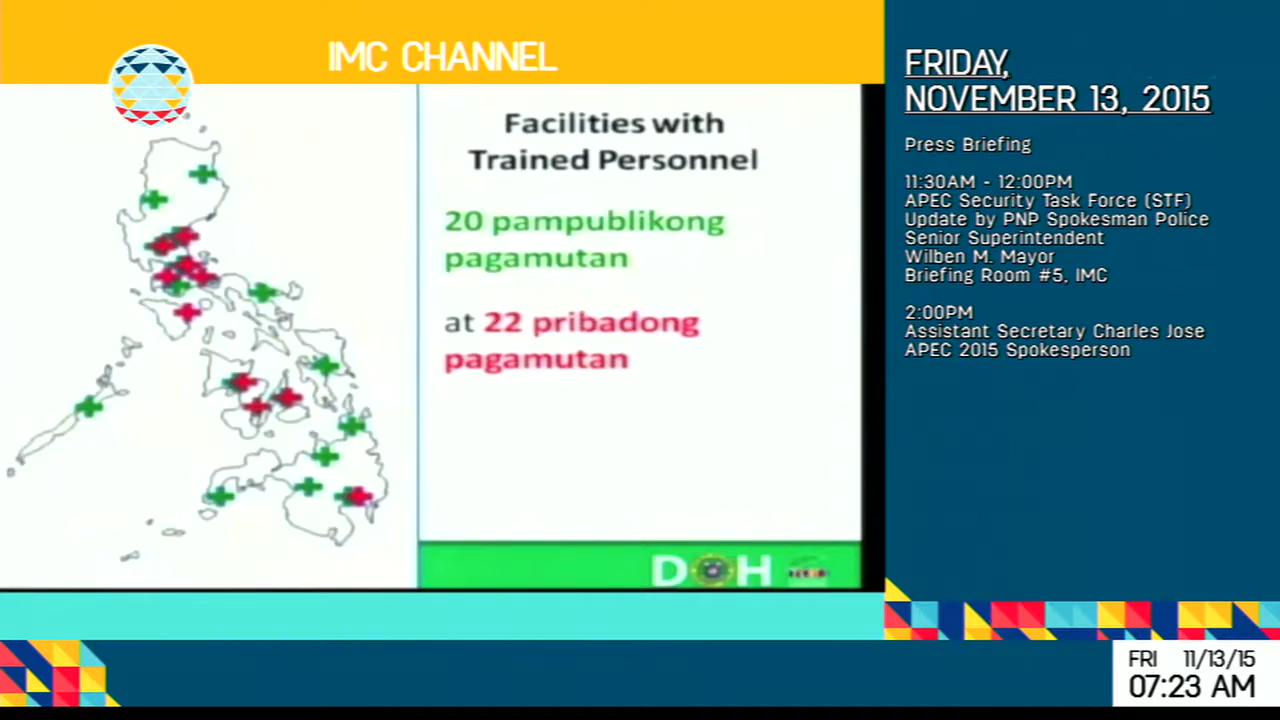 IMC CHANNEL
Facilities with
Trained Personnel
20 pampublikong
pagamutan
at 22 pribadong
pagamutan
DOH
FRIDAY,
NOVEMBER 13, 2015
Press Briefing
11:30AM - 12:00PM
APEC Security Task Force (STF)
Update by PNP Spokesman Police
Senior Superintendent
Wilben M. Mayor
Briefing Room #5, IMC
2:00PM
Assistant Secretary Charles Jose
APEC 2015 Spokesperson
FRI 11/13/15
07:23 AM